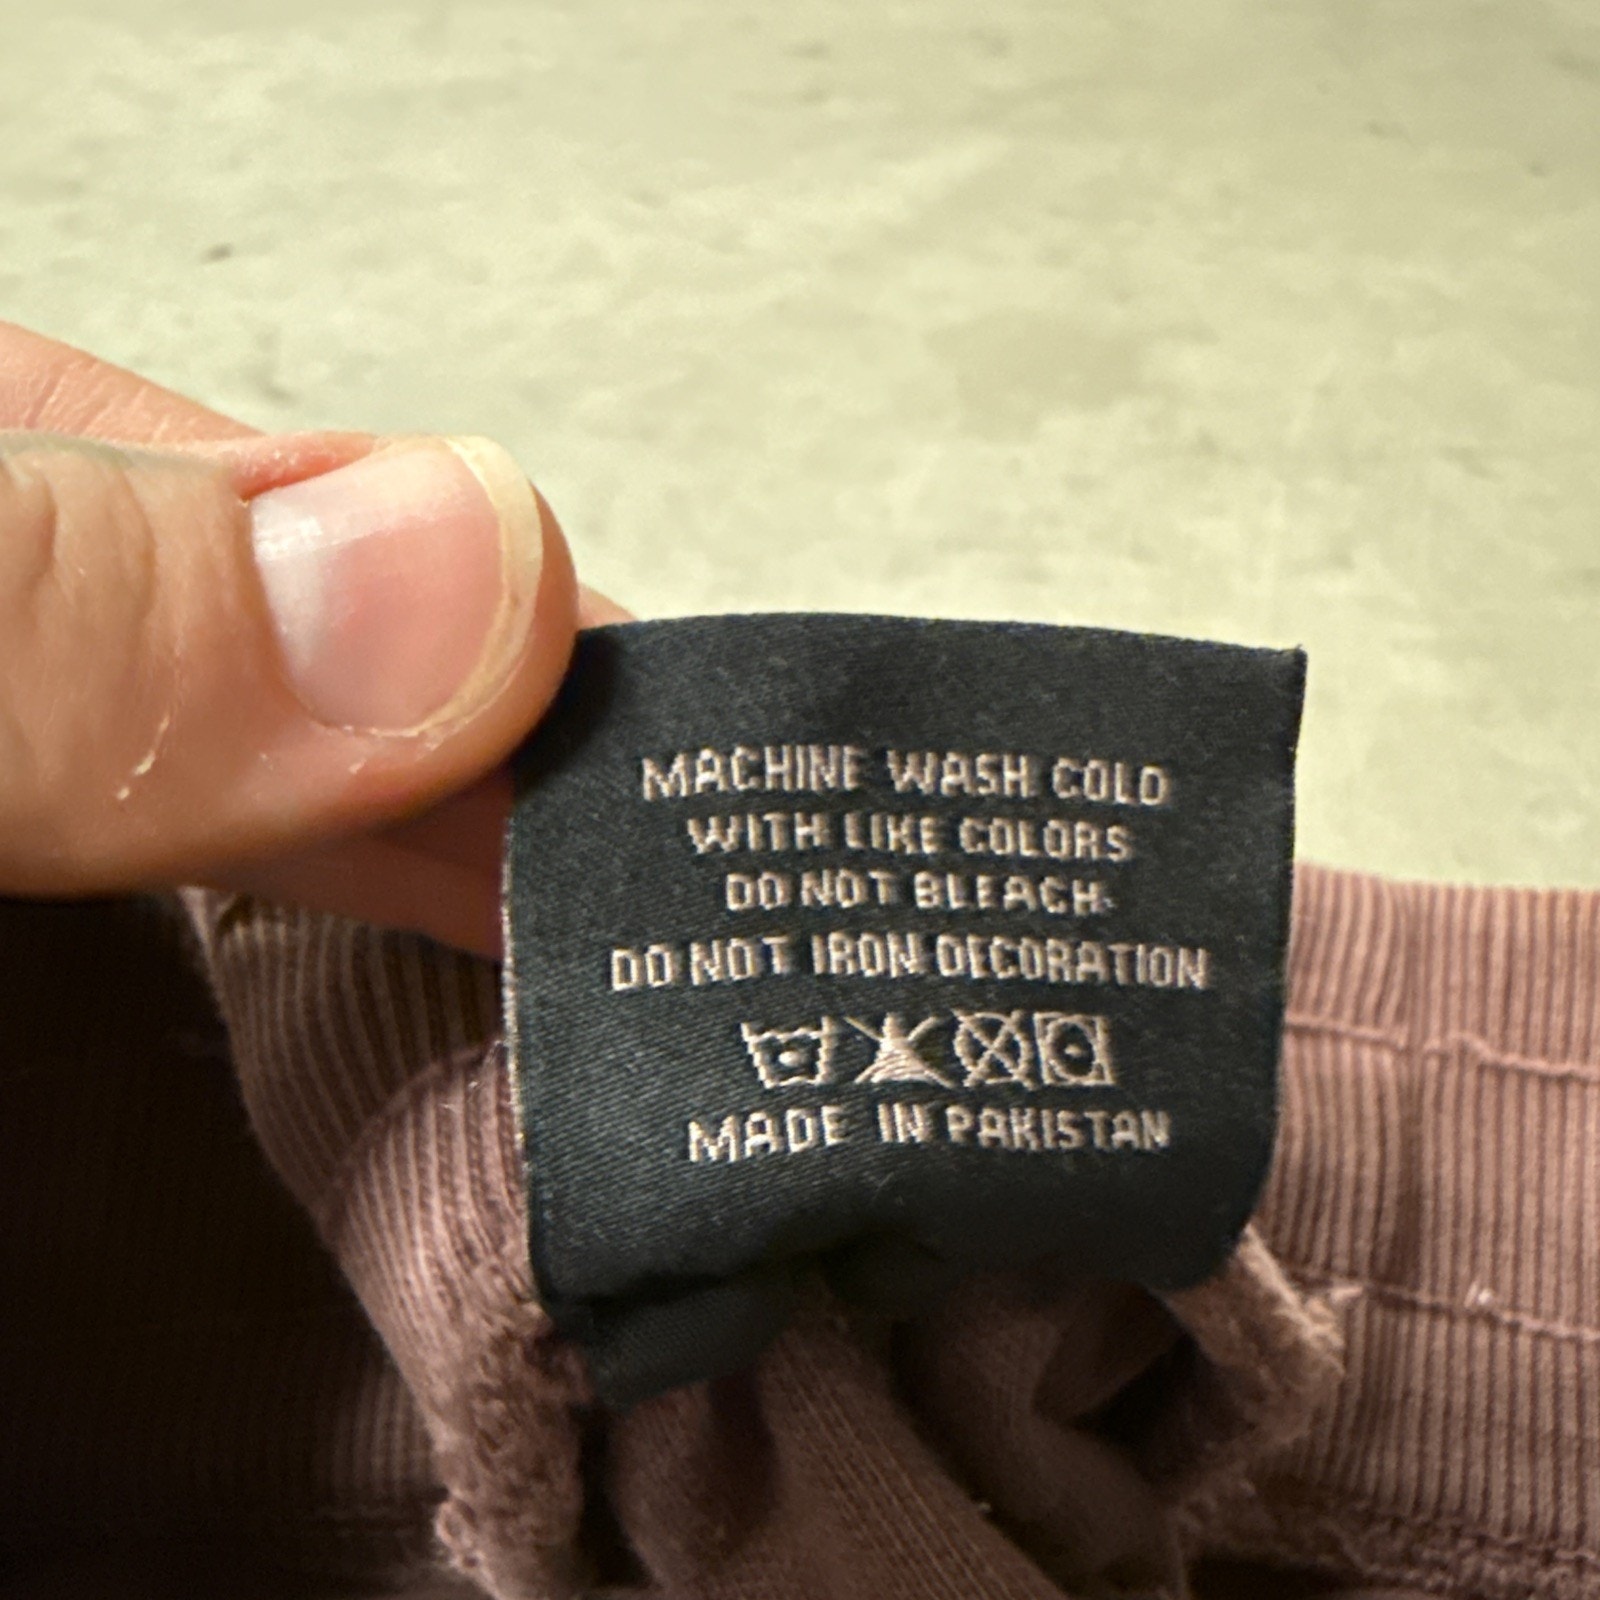 MACHINE WASH COLD
WITH LIKE COLORS
DO NOT BLEACH
DO NOT IRON DECORATION
MADE IN PAKISTAN